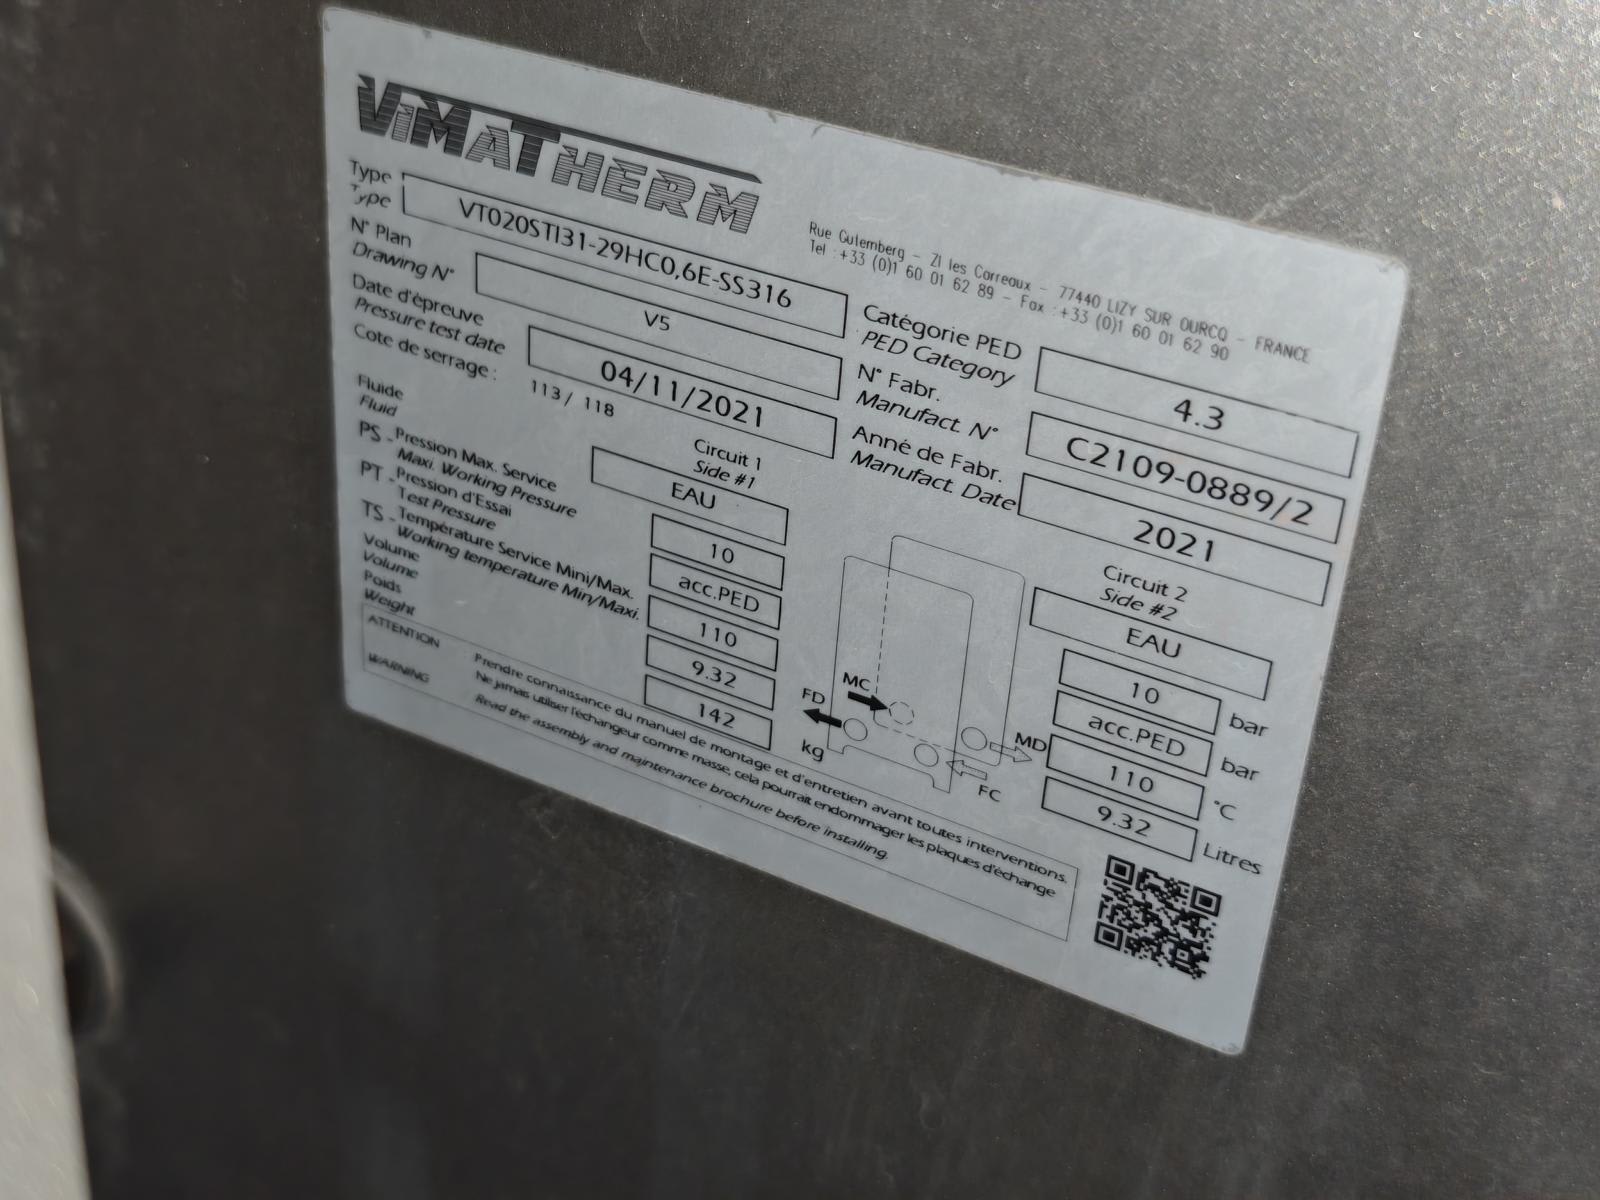 ViMATHERM
Rue Gutemberg - ZI les Correaux - 77440 LIZY SUR OURCQ - FRANCE
Tel : +33 (0)1 60 01 62 89 - Fax : +33 (0)1 60 01 62 90
Type
Type
VT020STI31-29HC0,6E-SS316
N° Plan
Drawing N°
V5
Date d'épreuve
Pressure test date
04/11/2021
Cote de serrage :
113 / 118
Catégorie PED
PED Category
4.3
N° Fabr.
Manufact. N°
C2109-0889/2
Anné de Fabr.
Manufact. Date
2021
Circuit 1
Side #1
Circuit 2
Side #2
Fluide
Fluid
EAU
EAU
PS - Pression Max. Service
Maxi. Working Pressure
10
10
bar
PT - Pression d'Essai
Test Pressure
acc.PED
acc.PED
bar
TS - Température Service Mini/Max.
Working temperature Min/Maxi.
110
110
°C
Volume
Volume
9.32
9.32
Litres
Poids
Weight
142
kg
MC
FD
MD
FC
ATTENTION
Prendre connaissance du manuel de montage et d'entretien avant toutes interventions.
Ne jamais utiliser l'échangeur comme masse, cela pourrait endommager les plaques d'échange
WARNING
Read the assembly and maintenance brochure before installing.